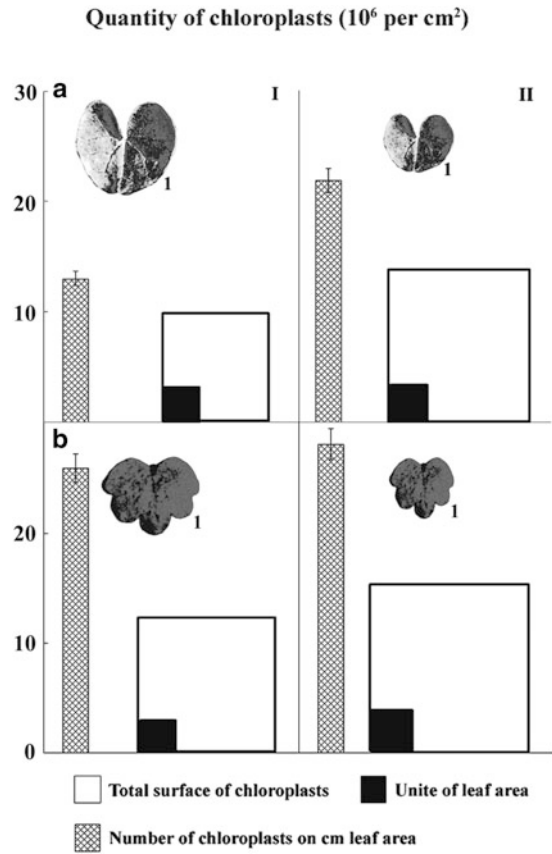 Quantity of chloroplasts (10⁶ per cm²)
30
a
I
II
1
1
20
10
b
1
1
20
10
0
Total surface of chloroplasts
Unite of leaf area
Number of chloroplasts on cm leaf area